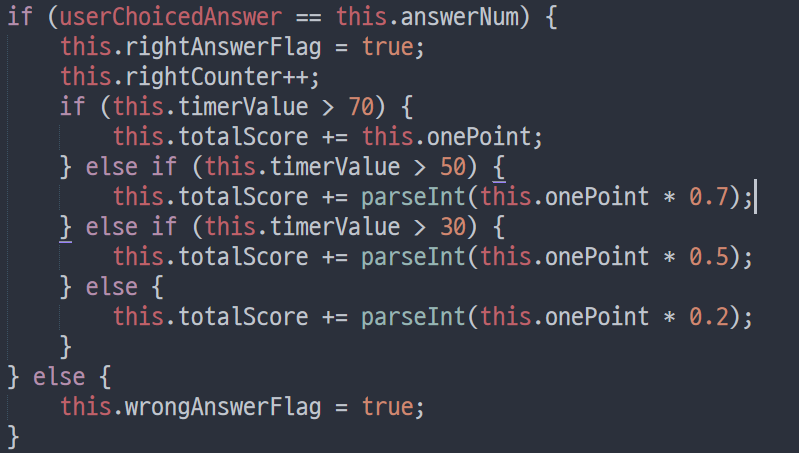 if (userChoicedAnswer == this.answerNum) {
    this.rightAnswerFlag = true;
    this.rightCounter++;
    if (this.timerValue > 70) {
        this.totalScore += this.onePoint;
    } else if (this.timerValue > 50) {
        this.totalScore += parseInt(this.onePoint * 0.7);
    } else if (this.timerValue > 30) {
        this.totalScore += parseInt(this.onePoint * 0.5);
    } else {
        this.totalScore += parseInt(this.onePoint * 0.2);
    }
} else {
    this.wrongAnswerFlag = true;
}